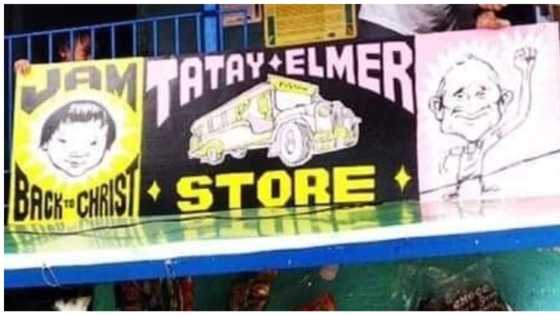 JAM
BACK TO CHRIST
TATAY ELMER
STORE